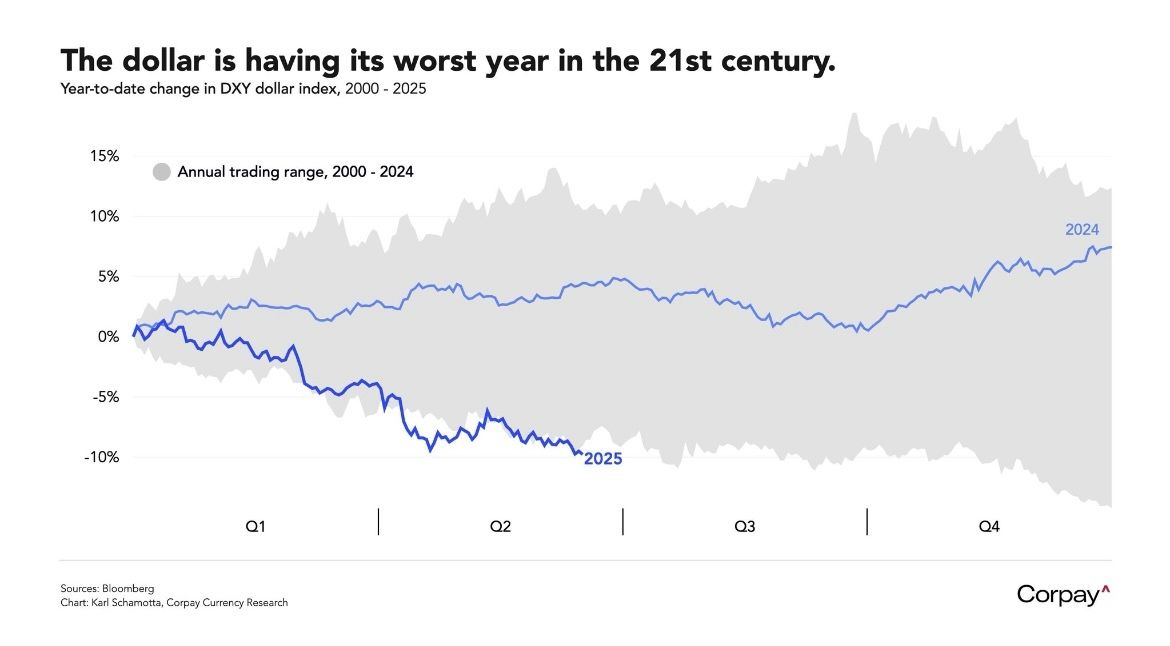 The dollar is having its worst year in the 21st century.
Year-to-date change in DXY dollar index, 2000 - 2025
15%
Annual trading range, 2000 - 2024
10%
2024
5%
0%
-5%
-10%
2025
Q1
Q2
Q3
Q4
Sources: Bloomberg
Chart: Karl Schamotta, Corpay Currency Research
Corpay^